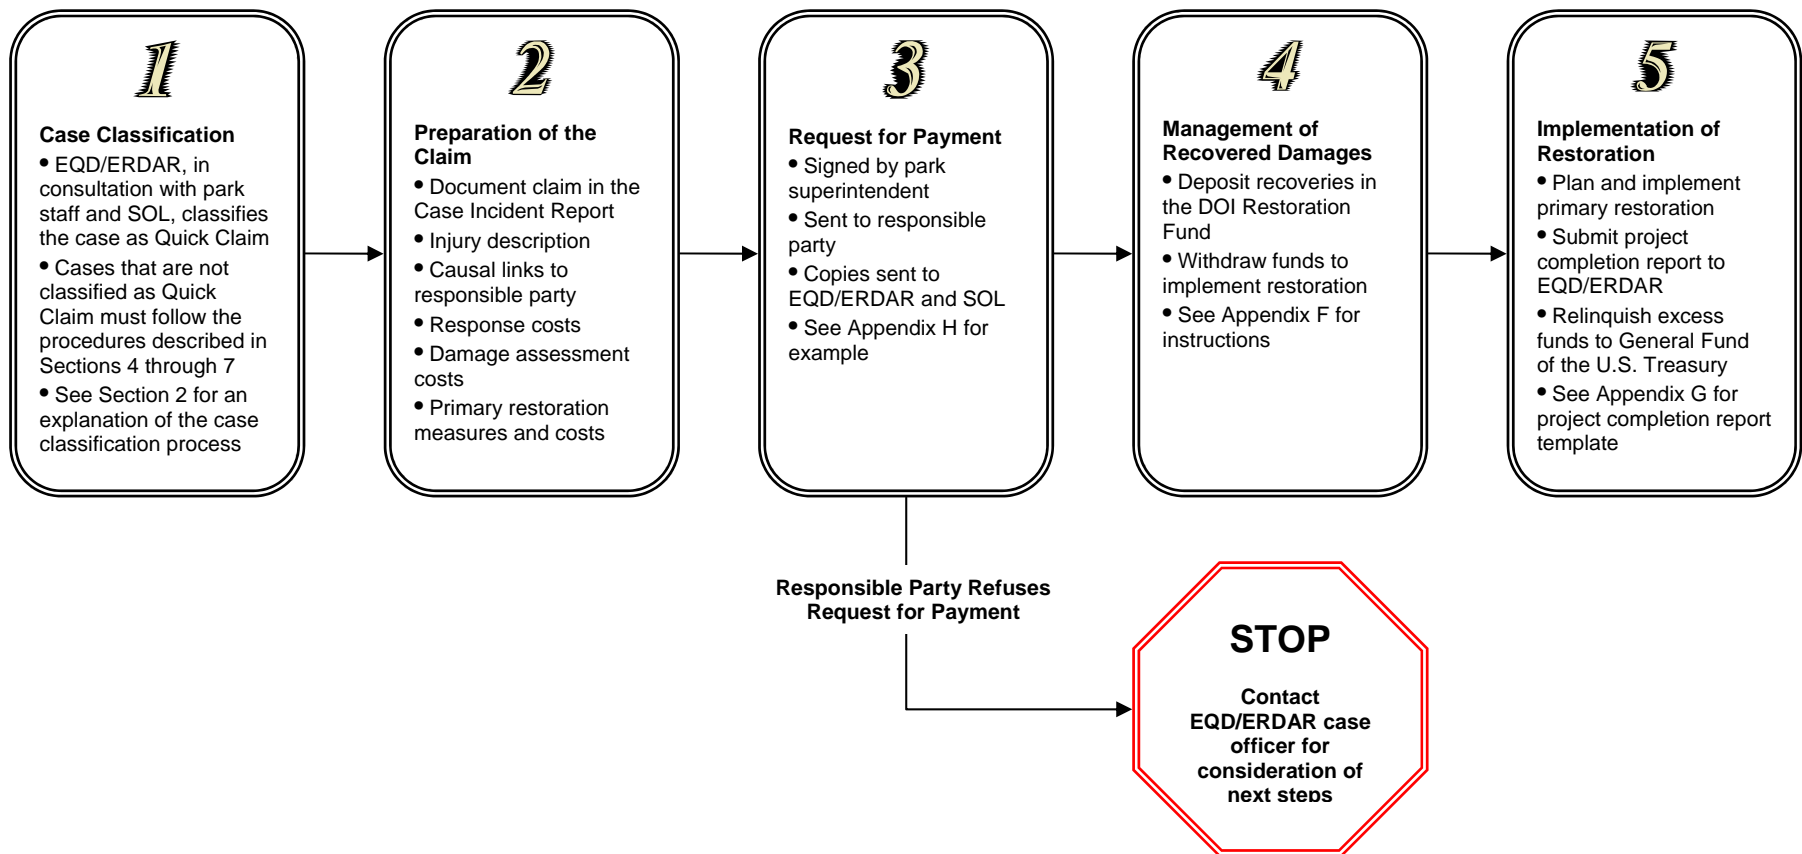 1
Case Classification
• EQD/ERDAR, in
consultation with park
staff and SOL, classifies
the case as Quick Claim
• Cases that are not
classified as Quick
Claim must follow the
procedures described in
Sections 4 through 7
• See Section 2 for an
explanation of the case
classification process
2
Preparation of the
Claim
• Document claim in the
Case Incident Report
• Injury description
• Causal links to
responsible party
• Response costs
• Damage assessment
costs
• Primary restoration
measures and costs
3
Request for Payment
• Signed by park
superintendent
• Sent to responsible
party
• Copies sent to
EQD/ERDAR and SOL
• See Appendix H for
example
4
Management of
Recovered Damages
• Deposit recoveries in
the DOI Restoration
Fund
• Withdraw funds to
implement restoration
• See Appendix F for
instructions
5
Implementation of
Restoration
• Plan and implement
primary restoration
• Submit project
completion report to
EQD/ERDAR
• Relinquish excess
funds to General Fund
of the U.S. Treasury
• See Appendix G for
project completion report
template
Responsible Party Refuses
Request for Payment
STOP
Contact
EQD/ERDAR case
officer for
consideration of
next steps